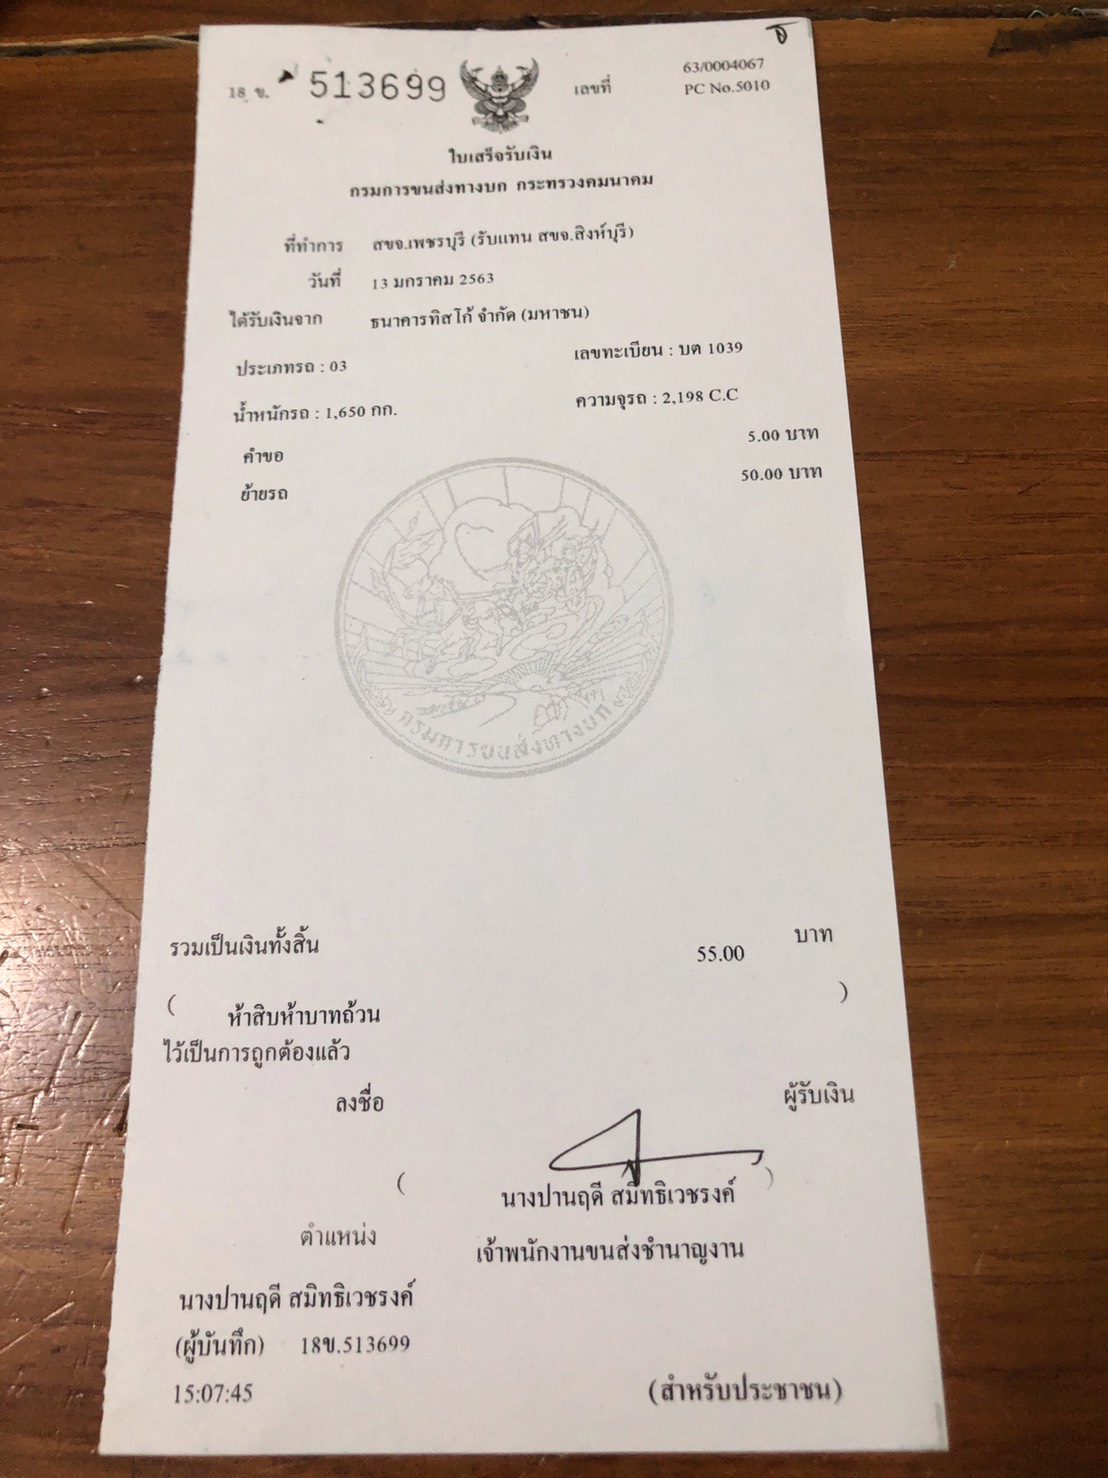 18 ข. 513699 เลขที่ 63/0004067
PC No.5010
ใบเสร็จรับเงิน
กรมการขนส่งทางบก กระทรวงคมนาคม
ที่ทำการ สขจ.เพชรบุรี (รับแทน สขจ.สิงห์บุรี)
วันที่ 13 มกราคม 2563
ได้รับเงินจาก ธนาคารทิสโก้ จำกัด (มหาชน)
ประเภทรถ : 03 เลขทะเบียน : บต 1039
น้ำหนักรถ : 1,650 กก. ความจุรถ : 2,198 C.C
คำขอ 5.00 บาท
ย้ายรถ 50.00 บาท
กรมการขนส่งทางบก
รวมเป็นเงินทั้งสิ้น 55.00 บาท
( ห้าสิบห้าบาทถ้วน )
ไว้เป็นการถูกต้องแล้ว
ลงชื่อ ผู้รับเงิน
( นางปานฤดี สมิทธิเวชรงค์ )
ตำแหน่ง เจ้าพนักงานขนส่งชำนาญงาน
นางปานฤดี สมิทธิเวชรงค์
(ผู้บันทึก) 18ข.513699
15:07:45 (สำหรับประชาชน)